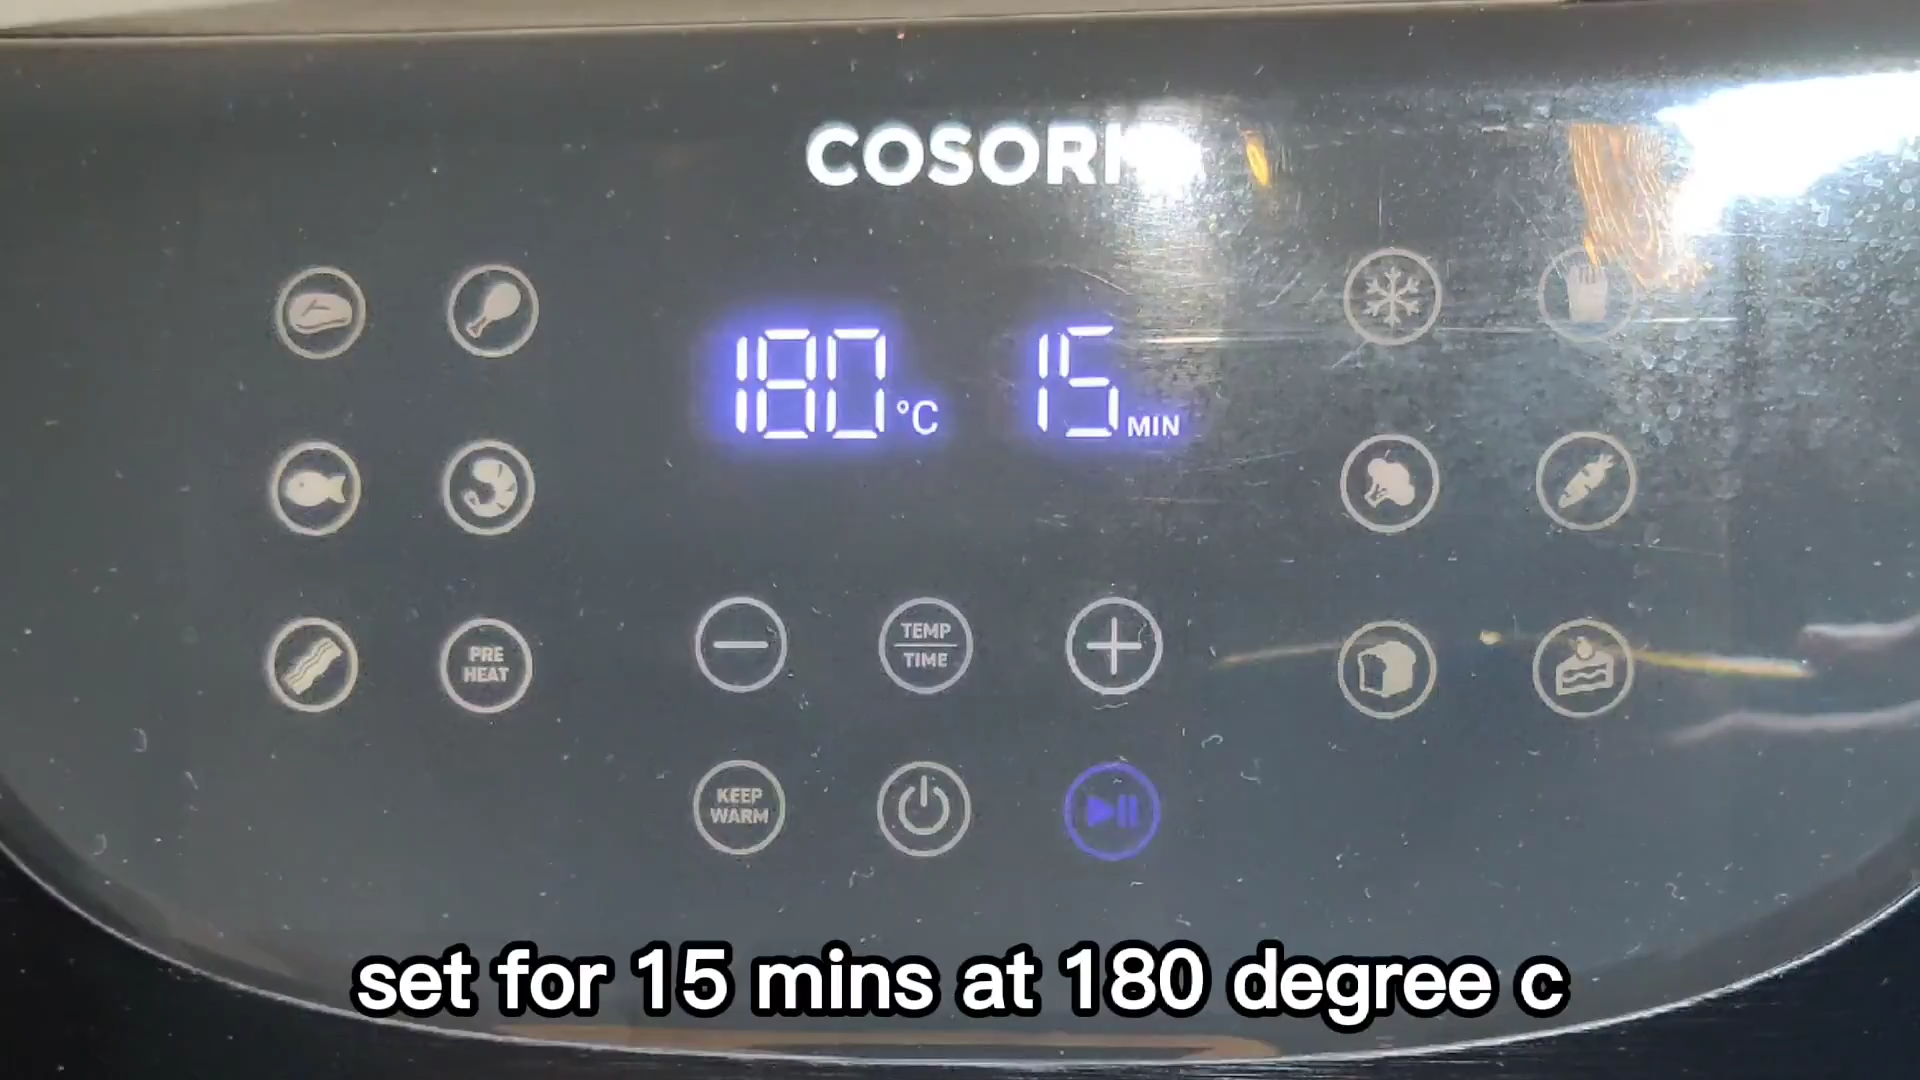 COSORI
180 °C 15 MIN
TEMP
TIME
PRE
HEAT
KEEP
WARM
set for 15 mins at 180 degree c